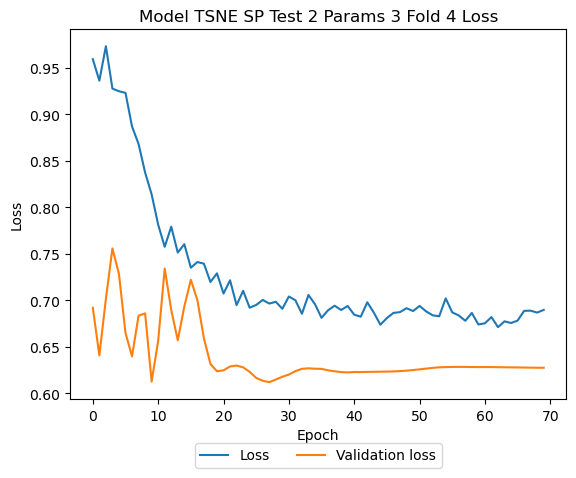 Model TSNE SP Test 2 Params 3 Fold 4 Loss
0.95
0.90
0.85
0.80
0.75
0.70
0.65
0.60
Loss
0 10 20 30 40 50 60 70
Epoch
Loss Validation loss